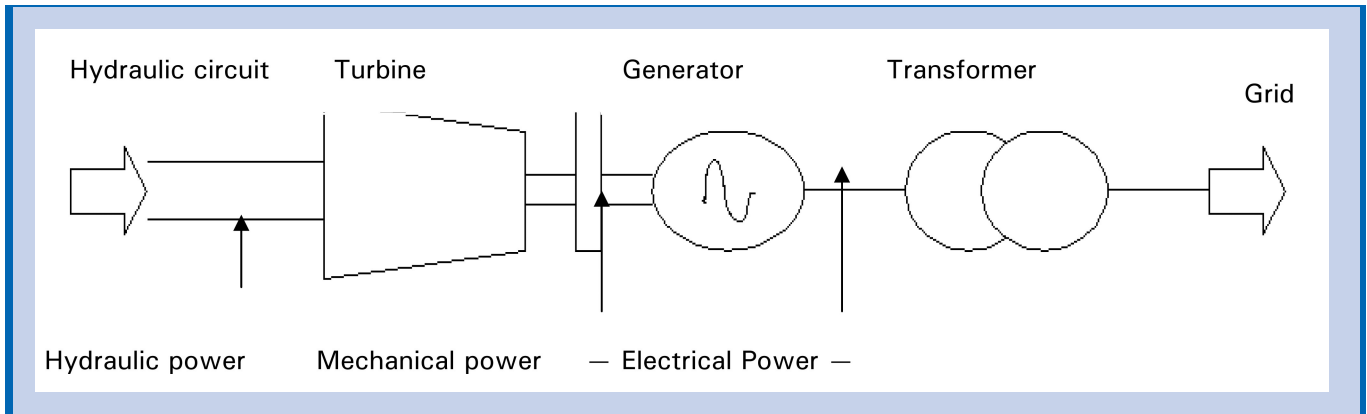 Hydraulic circuit Turbine Generator Transformer
Grid
Hydraulic power Mechanical power — Electrical Power —